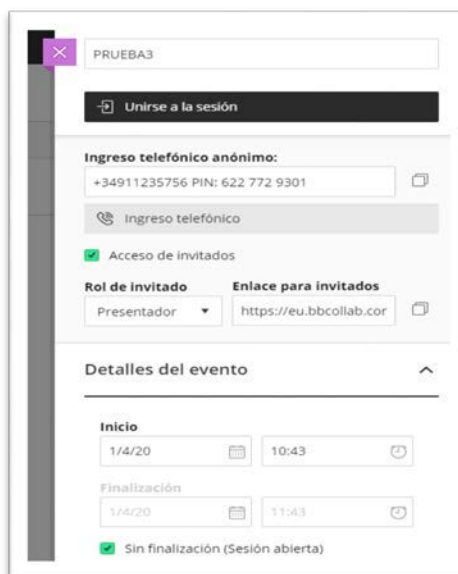 PRUEBA3
Unirse a la sesión
Ingreso telefónico anónimo:
+34911235756 PIN: 622 772 9301
Ingreso telefónico
Acceso de invitados
Rol de invitado Enlace para invitados
Presentador https://eu.bbcollab.cor
Detalles del evento
Inicio
1/4/20 10:43
Finalización
1/4/20 11:43
Sin finalización (Sesión abierta)